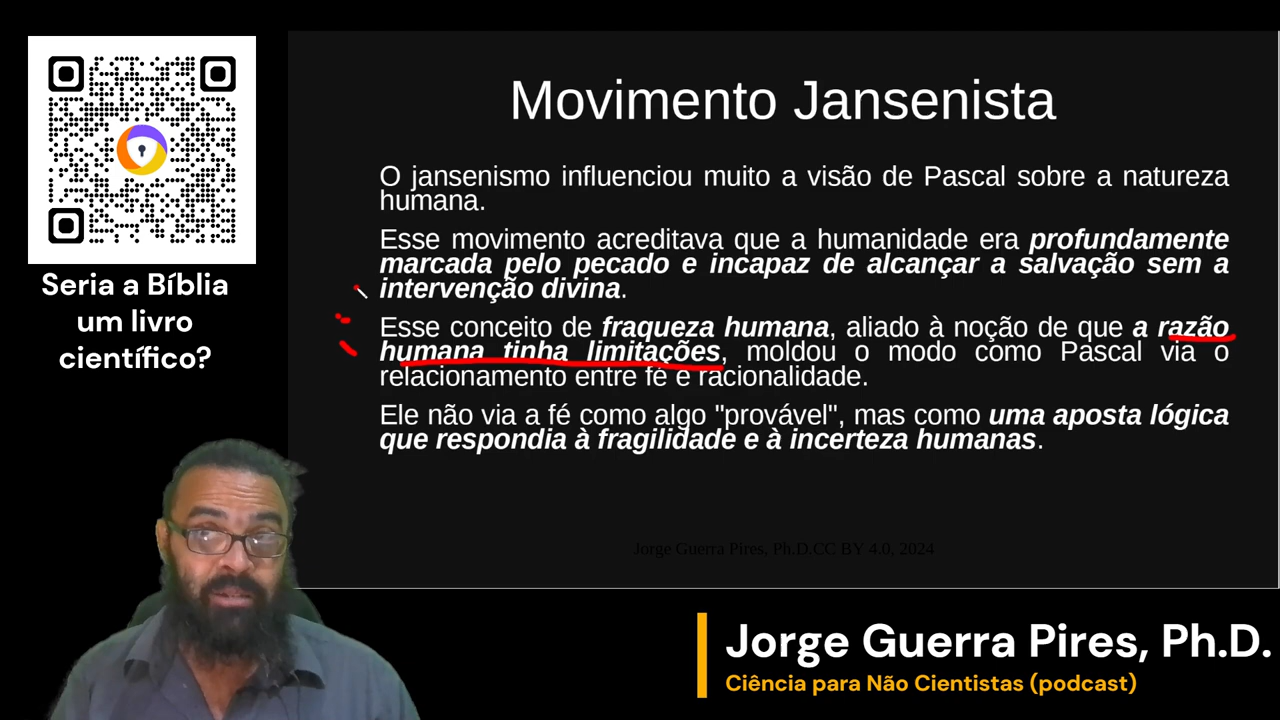 Movimento Jansenista
O jansenismo influenciou muito a visão de Pascal sobre a natureza
humana.
Esse movimento acreditava que a humanidade era profundamente
marcada pelo pecado e incapaz de alcançar a salvação sem a
intervenção divina.
Esse conceito de fraqueza humana, aliado à noção de que a razão
humana tinha limitações, moldou o modo como Pascal via o
relacionamento entre fé e racionalidade.
Ele não via a fé como algo "provável", mas como uma aposta lógica
que respondia à fragilidade e à incerteza humanas.
Jorge Guerra Pires, Ph.D.CC BY 4.0, 2024
Seria a Bíblia
um livro
científico?
Jorge Guerra Pires, Ph.D.
Ciência para Não Cientistas (podcast)